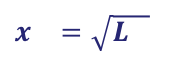 x = √L